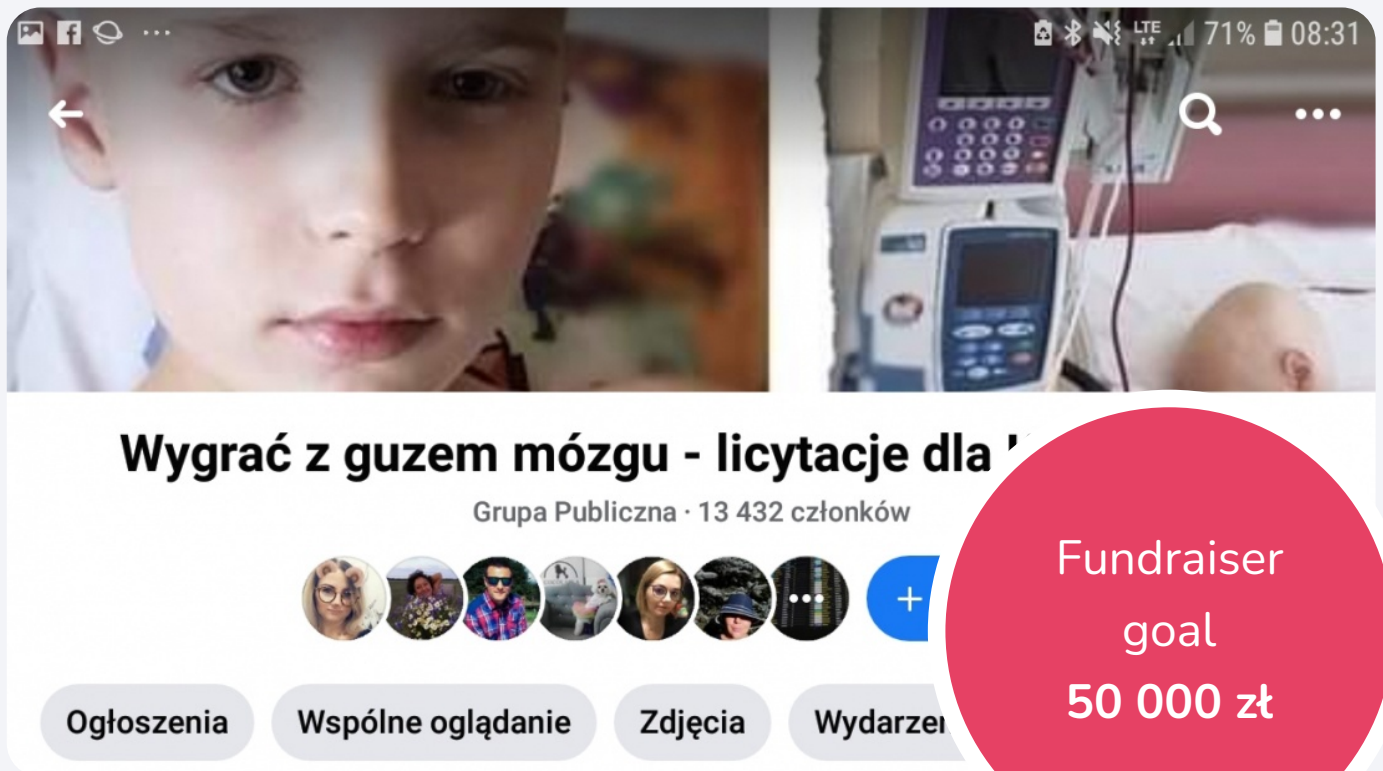 LTE 71% 08:31
Wygrać z guzem mózgu - licytacje dla
Grupa Publiczna · 13 432 członków
Ogłoszenia Wspólne oglądanie Zdjęcia
Fundraiser
goal
50 000 zł